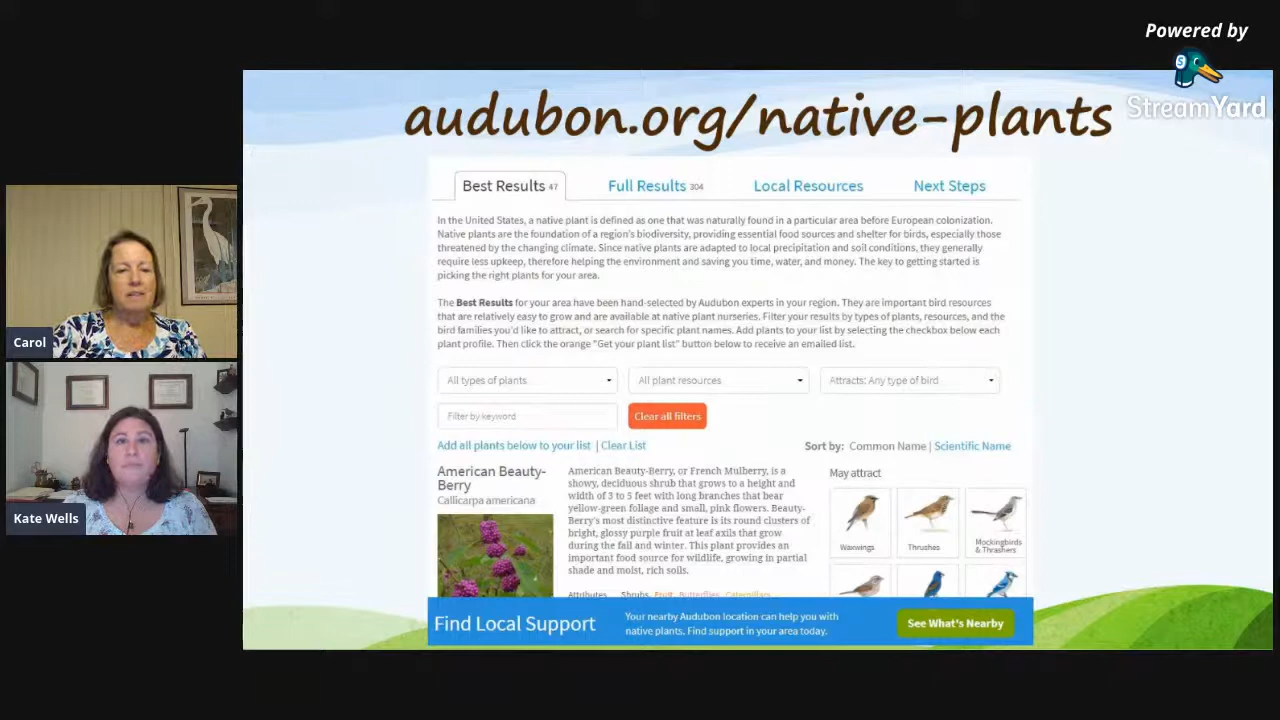 Powered by
StreamYard
audubon.org/native-plants
Best Results 47
Full Results 304
Local Resources
Next Steps
In the United States, a native plant is defined as one that was naturally found in a particular area before European colonization.
Native plants are the foundation of a region's biodiversity, providing essential food sources and shelter for birds, especially those
threatened by the changing climate. Since native plants are adapted to local precipitation and soil conditions, they generally
require less upkeep, therefore helping the environment and saving you time, water, and money. The key to getting started is
picking the right plants for your area.
The Best Results for your area have been hand-selected by Audubon experts in your region. They are important bird resources
that are relatively easy to grow and are available at native plant nurseries. Filter your results by types of plants, resources, and the
bird families you'd like to attract, or search for specific plant names. Add plants to your list by selecting the checkbox below each
plant profile. Then click the orange "Get your plant list" button below to receive an emailed list.
All types of plants
All plant resources
Attracts: Any type of bird
Filter by keyword
Clear all filters
Add all plants below to your list | Clear List
Sort by: Common Name | Scientific Name
American Beauty-
Berry
Callicarpa americana
American Beauty-Berry, or French Mulberry, is a
showy, deciduous shrub that grows to a height and
width of 3 to 5 feet with long branches that bear
yellow-green foliage and small, pink flowers. Beauty-
Berry's most distinctive feature is its round clusters of
bright, glossy purple fruit at leaf axils that grow
during the fall and winter. This plant provides an
important food source for wildlife, growing in partial
shade and moist, rich soils.
Attributes Shrubs, Fruit, Butterflies, Caterpillars
May attract
Waxwings
Thrushes
Mockingbirds
& Thrashers
Find Local Support
Your nearby Audubon location can help you with
native plants. Find support in your area today.
See What's Nearby
Carol
Kate Wells